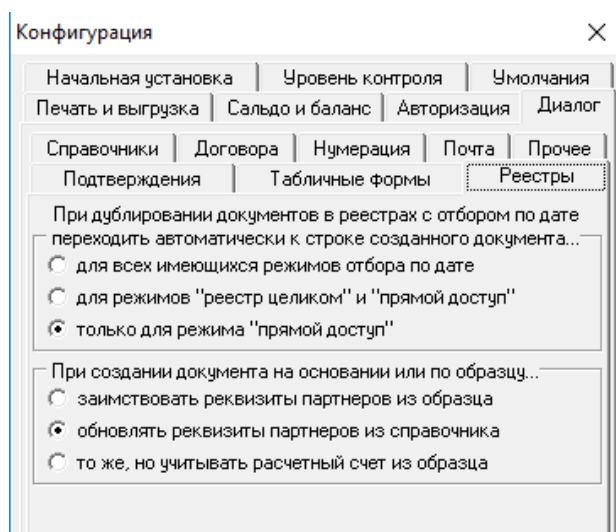 Конфигурация
Начальная установка Уровень контроля Умолчания
Печать и выгрузка Сальдо и баланс Авторизация Диалог
Справочники Договора Нумерация Почта Прочее
Подтверждения Табличные формы Реестры
При дублировании документов в реестрах с отбором по дате
переходить автоматически к строке созданного документа...
для всех имеющихся режимов отбора по дате
для режимов "реестр целиком" и "прямой доступ"
только для режима "прямой доступ"
При создании документа на основании или по образцу...
заимствовать реквизиты партнеров из образца
обновлять реквизиты партнеров из справочника
то же, но учитывать расчетный счет из образца